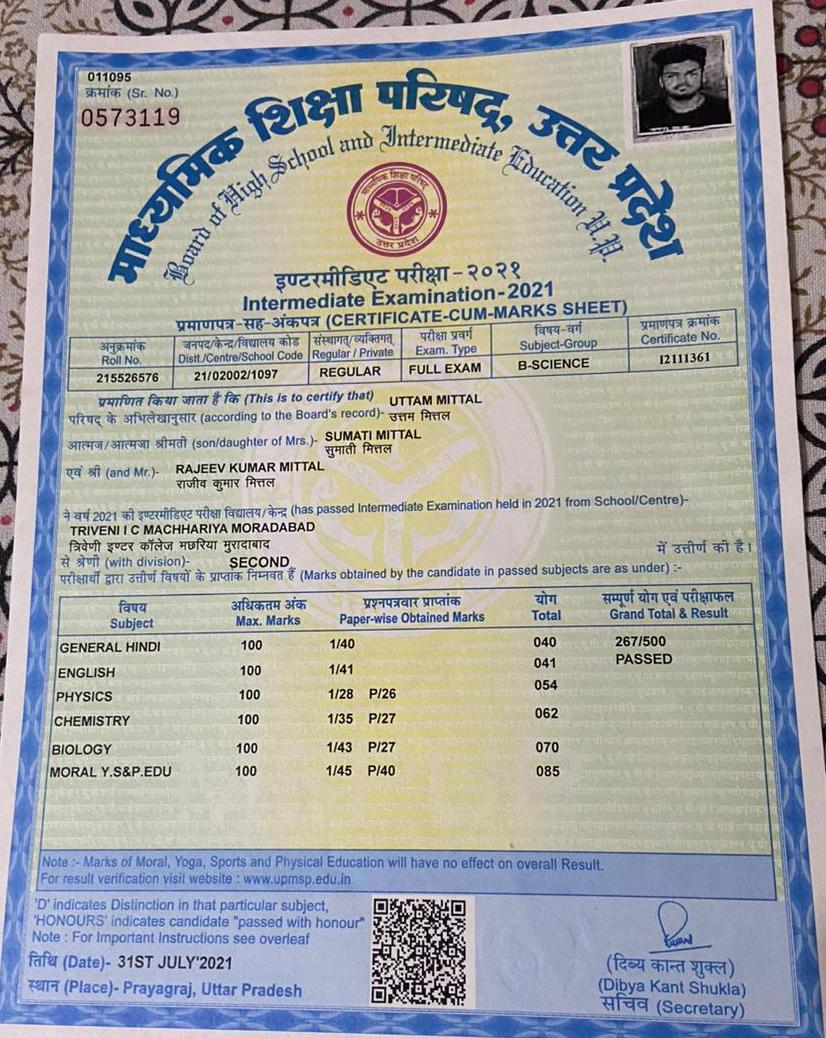 011095
क्रमांक (Sr. No.)
0573119
माध्यमिक शिक्षा परिषद्, उत्तर प्रदेश
Board of High School and Intermediate Education U.P.
माध्यमिक शिक्षा परिषद्
उत्तर प्रदेश
इण्टरमीडिएट परीक्षा-२०२१
Intermediate Examination-2021
प्रमाणपत्र-सह-अंकपत्र (CERTIFICATE-CUM-MARKS SHEET)
अनुक्रमांक जनपद/केन्द्र/विद्यालय कोड संस्थागत/व्यक्तिगत परीक्षा प्रवर्ग विषय-वर्ग प्रमाणपत्र क्रमांक
Roll No. Distt./Centre/School Code Regular / Private Exam. Type Subject-Group Certificate No.
215526576 21/02002/1097 REGULAR FULL EXAM B-SCIENCE 12111361
प्रमाणित किया जाता है कि (This is to certify that) UTTAM MITTAL
परिषद् के अभिलेखानुसार (according to the Board's record)- उत्तम मित्तल
आत्मज/आत्मजा श्रीमती (son/daughter of Mrs.)- SUMATI MITTAL
सुमाती मित्तल
एवं श्री (and Mr.)- RAJEEV KUMAR MITTAL
राजीव कुमार मित्तल
ने वर्ष 2021 की इण्टरमीडिएट परीक्षा विद्यालय/केन्द्र (has passed Intermediate Examination held in 2021 from School/Centre)-
TRIVENI I C MACHHARIYA MORADABAD
त्रिवेणी इण्टर कॉलेज मछरिया मुरादाबाद में उत्तीर्ण की है।
से श्रेणी (with division)- SECOND
परीक्षार्थी द्वारा उत्तीर्ण विषयों के प्राप्तांक निम्नवत हैं (Marks obtained by the candidate in passed subjects are as under) :-
विषय अधिकतम अंक प्रश्नपत्रवार प्राप्तांक योग सम्पूर्ण योग एवं परीक्षाफल
Subject Max. Marks Paper-wise Obtained Marks Total Grand Total & Result
GENERAL HINDI 100 1/40 040 267/500
ENGLISH 100 1/41 041 PASSED
PHYSICS 100 1/28 P/26 054
CHEMISTRY 100 1/35 P/27 062
BIOLOGY 100 1/43 P/27 070
MORAL Y.S&P.EDU 100 1/45 P/40 085
Note :- Marks of Moral, Yoga, Sports and Physical Education will have no effect on overall Result.
For result verification visit website : www.upmsp.edu.in
'D' indicates Distinction in that particular subject,
'HONOURS' indicates candidate "passed with honour"
Note : For Important Instructions see overleaf
तिथि (Date)- 31ST JULY'2021
स्थान (Place)- Prayagraj, Uttar Pradesh
(दिब्य कान्त शुक्ल)
(Dibya Kant Shukla)
सचिव (Secretary)